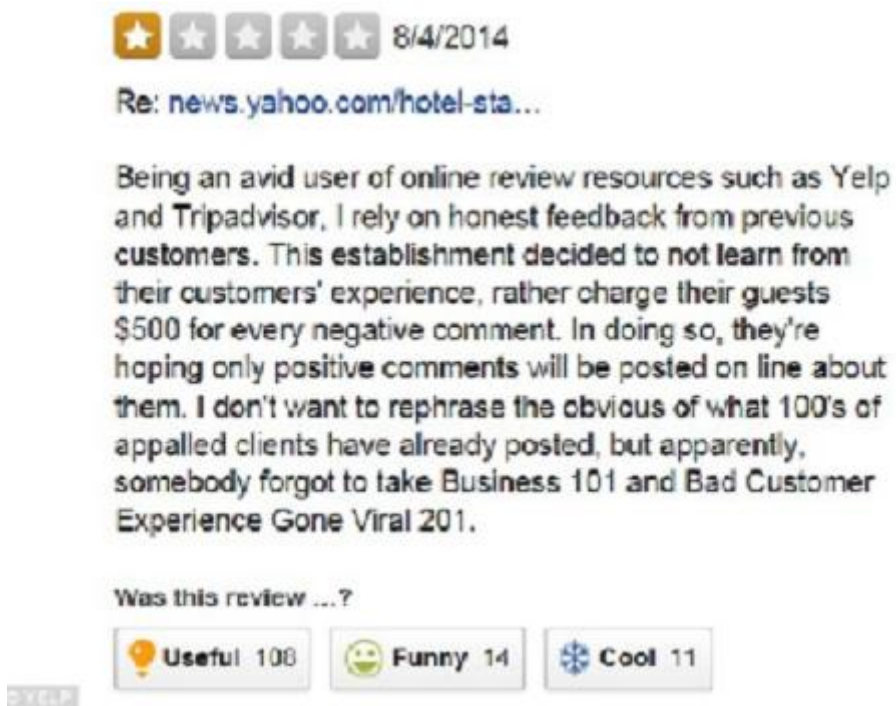 8/4/2014
Re: news.yahoo.com/hotel-sta...
Being an avid user of online review resources such as Yelp
and Tripadvisor, I rely on honest feedback from previous
customers. This establishment decided to not learn from
their customers' experience, rather charge their guests
$500 for every negative comment. In doing so, they're
hoping only positive comments will be posted on line about
them. I don't want to rephrase the obvious of what 100's of
appalled clients have already posted, but apparently,
somebody forgot to take Business 101 and Bad Customer
Experience Gone Viral 201.
Was this review ...?
Useful 108 Funny 14 Cool 11
©YELP